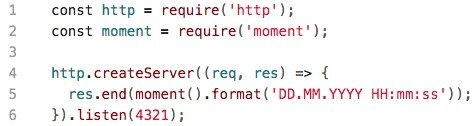 1 const http = require('http');
2 const moment = require('moment');
3
4 http.createServer((req, res) => {
5   res.end(moment().format('DD.MM.YYYY HH:mm:ss'));
6 }).listen(4321);